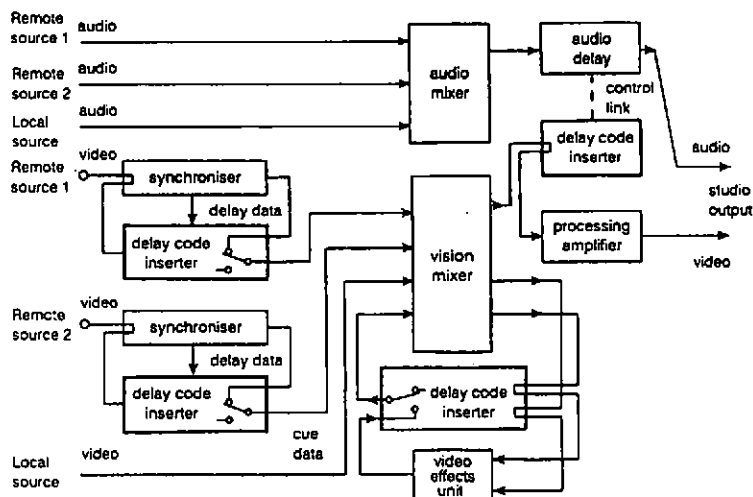 Remote
source 1
audio
Remote
source 2
audio
Local
source
audio
audio
mixer
audio
delay
control
link
delay code
inserter
audio
studio
output
processing
amplifier
video
Remote
source 1
video
synchroniser
delay data
delay code
inserter
vision
mixer
Remote
source 2
video
synchroniser
delay data
delay code
inserter
cue
data
delay code
inserter
Local
source
video
video
effects
unit